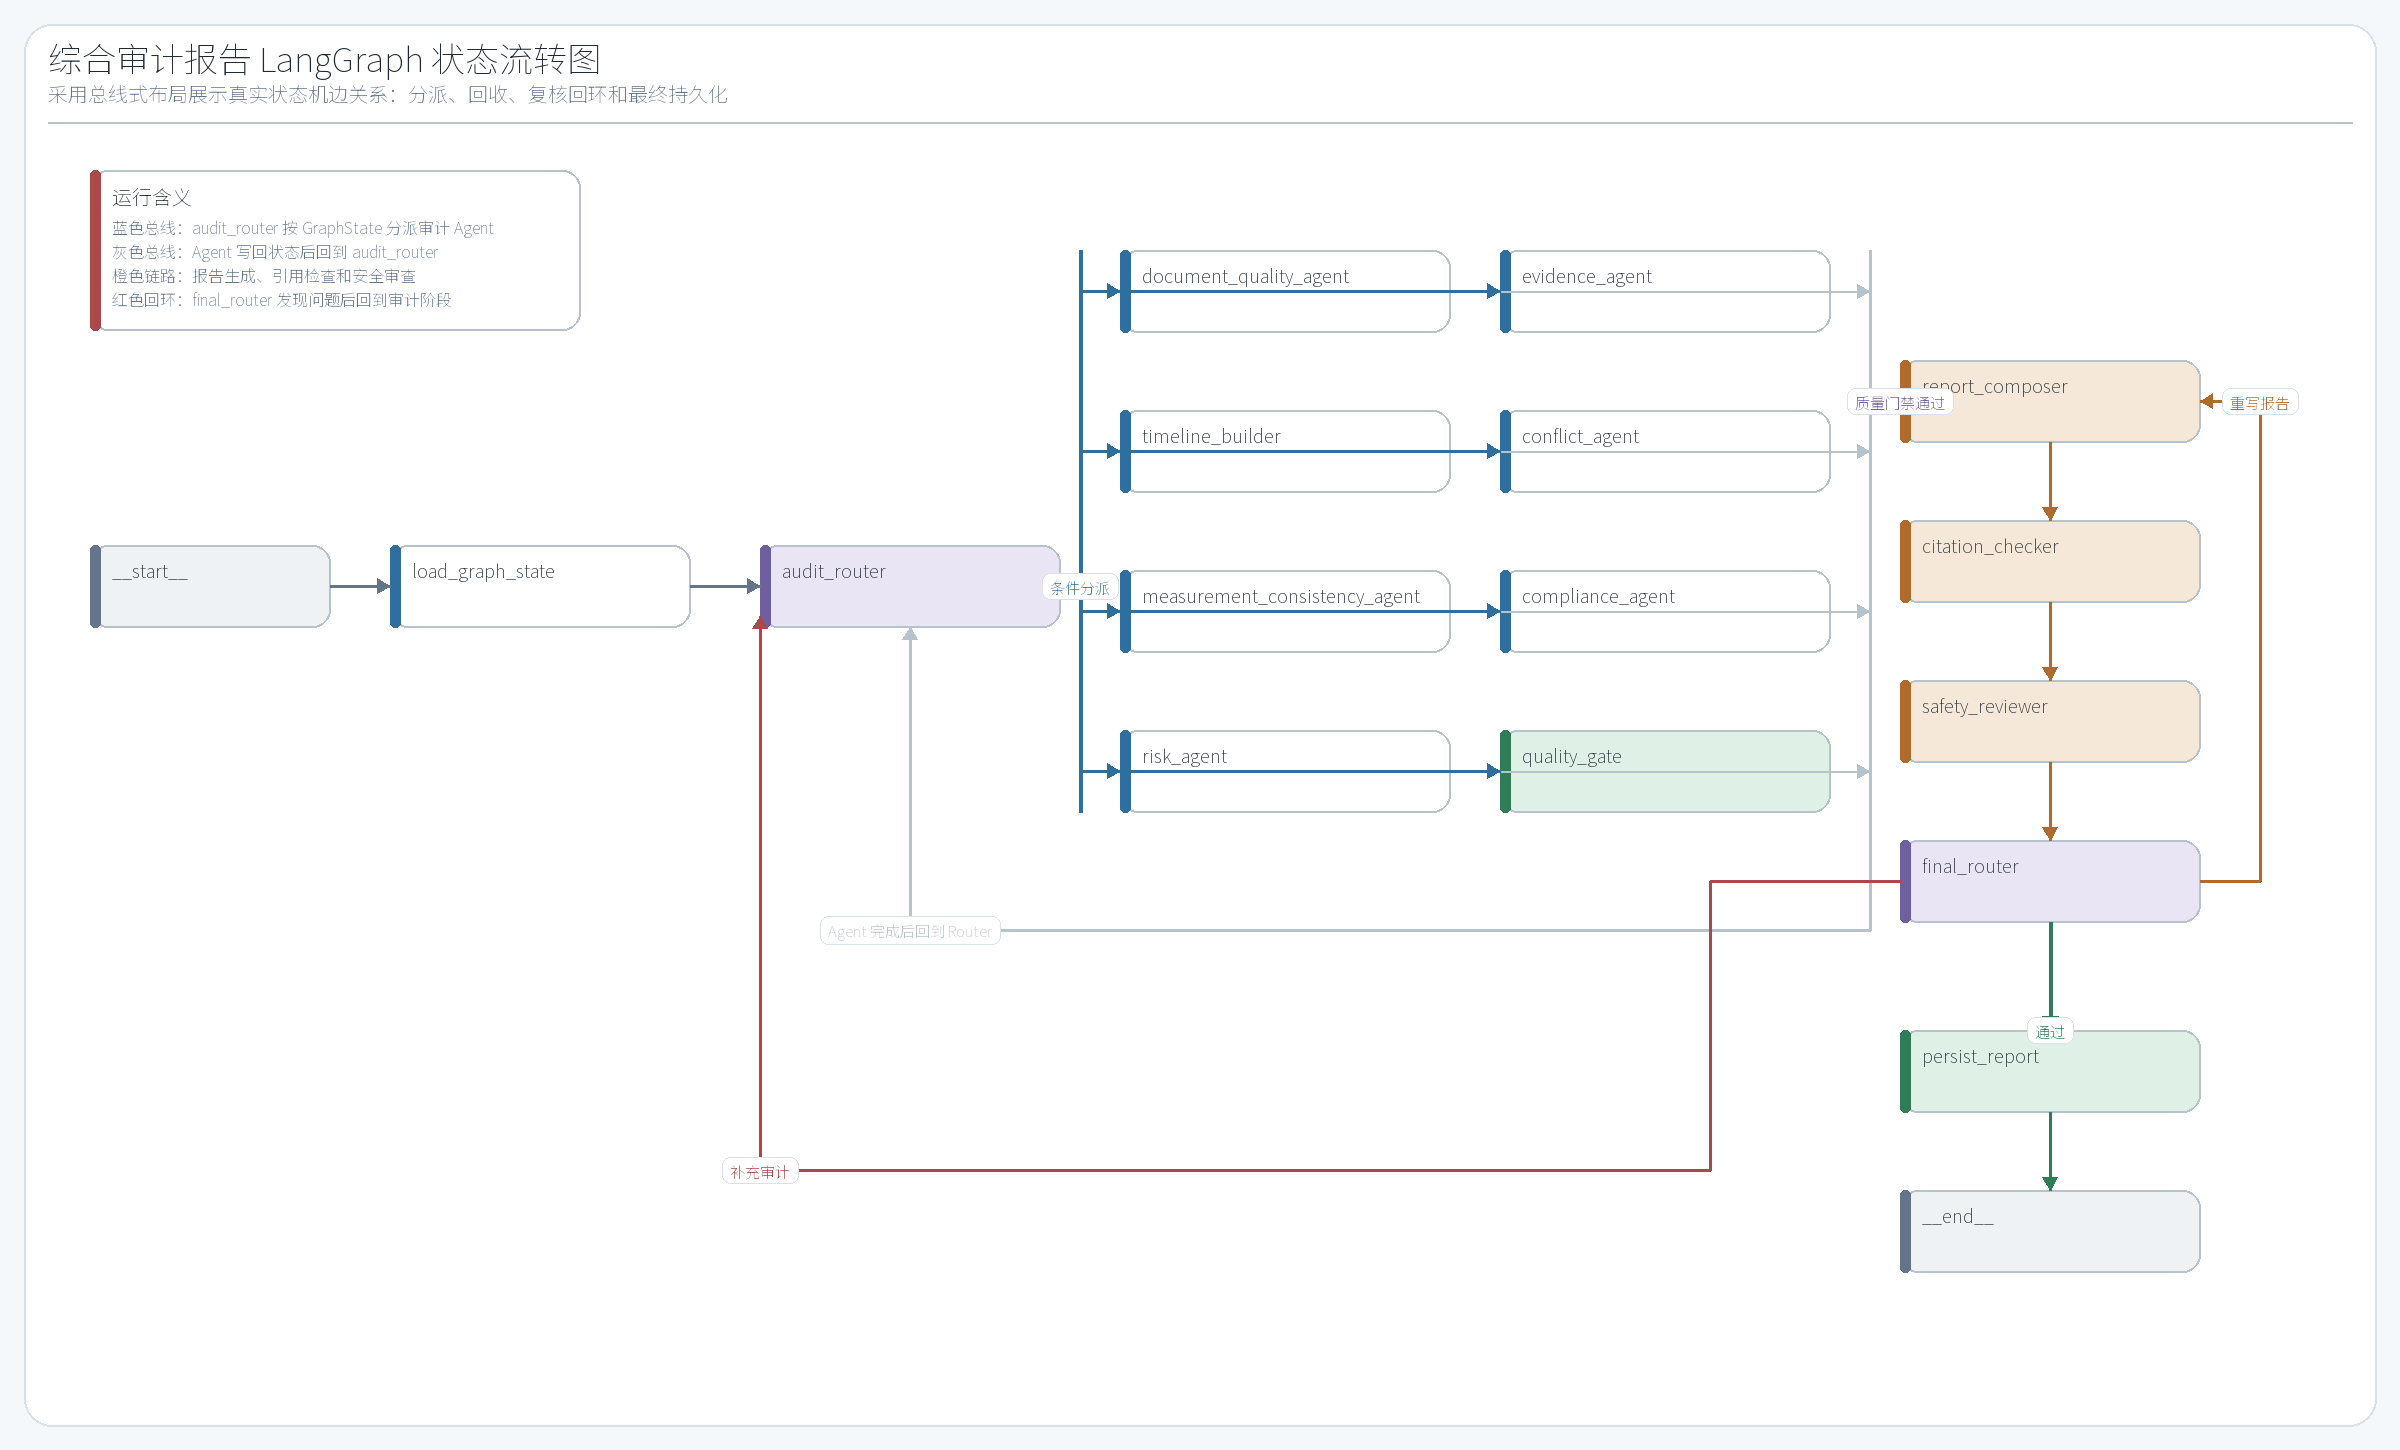 综合审计报告 LangGraph 状态流转图
采用总线式布局展示真实状态机边关系：分派、回收、复核回环和最终持久化
运行含义
蓝色总线：audit_router 按 GraphState 分派审计 Agent
灰色总线：Agent 写回状态后回到 audit_router
橙色链路：报告生成、引用检查和安全审查
红色回环：final_router 发现问题后回到审计阶段
document_quality_agent
evidence_agent
report_composer
质量门禁通过
重写报告
timeline_builder
conflict_agent
citation_checker
__start__
load_graph_state
audit_router
条件分派
measurement_consistency_agent
compliance_agent
safety_reviewer
risk_agent
quality_gate
final_router
Agent 完成后回到 Router
通过
persist_report
补充审计
__end__